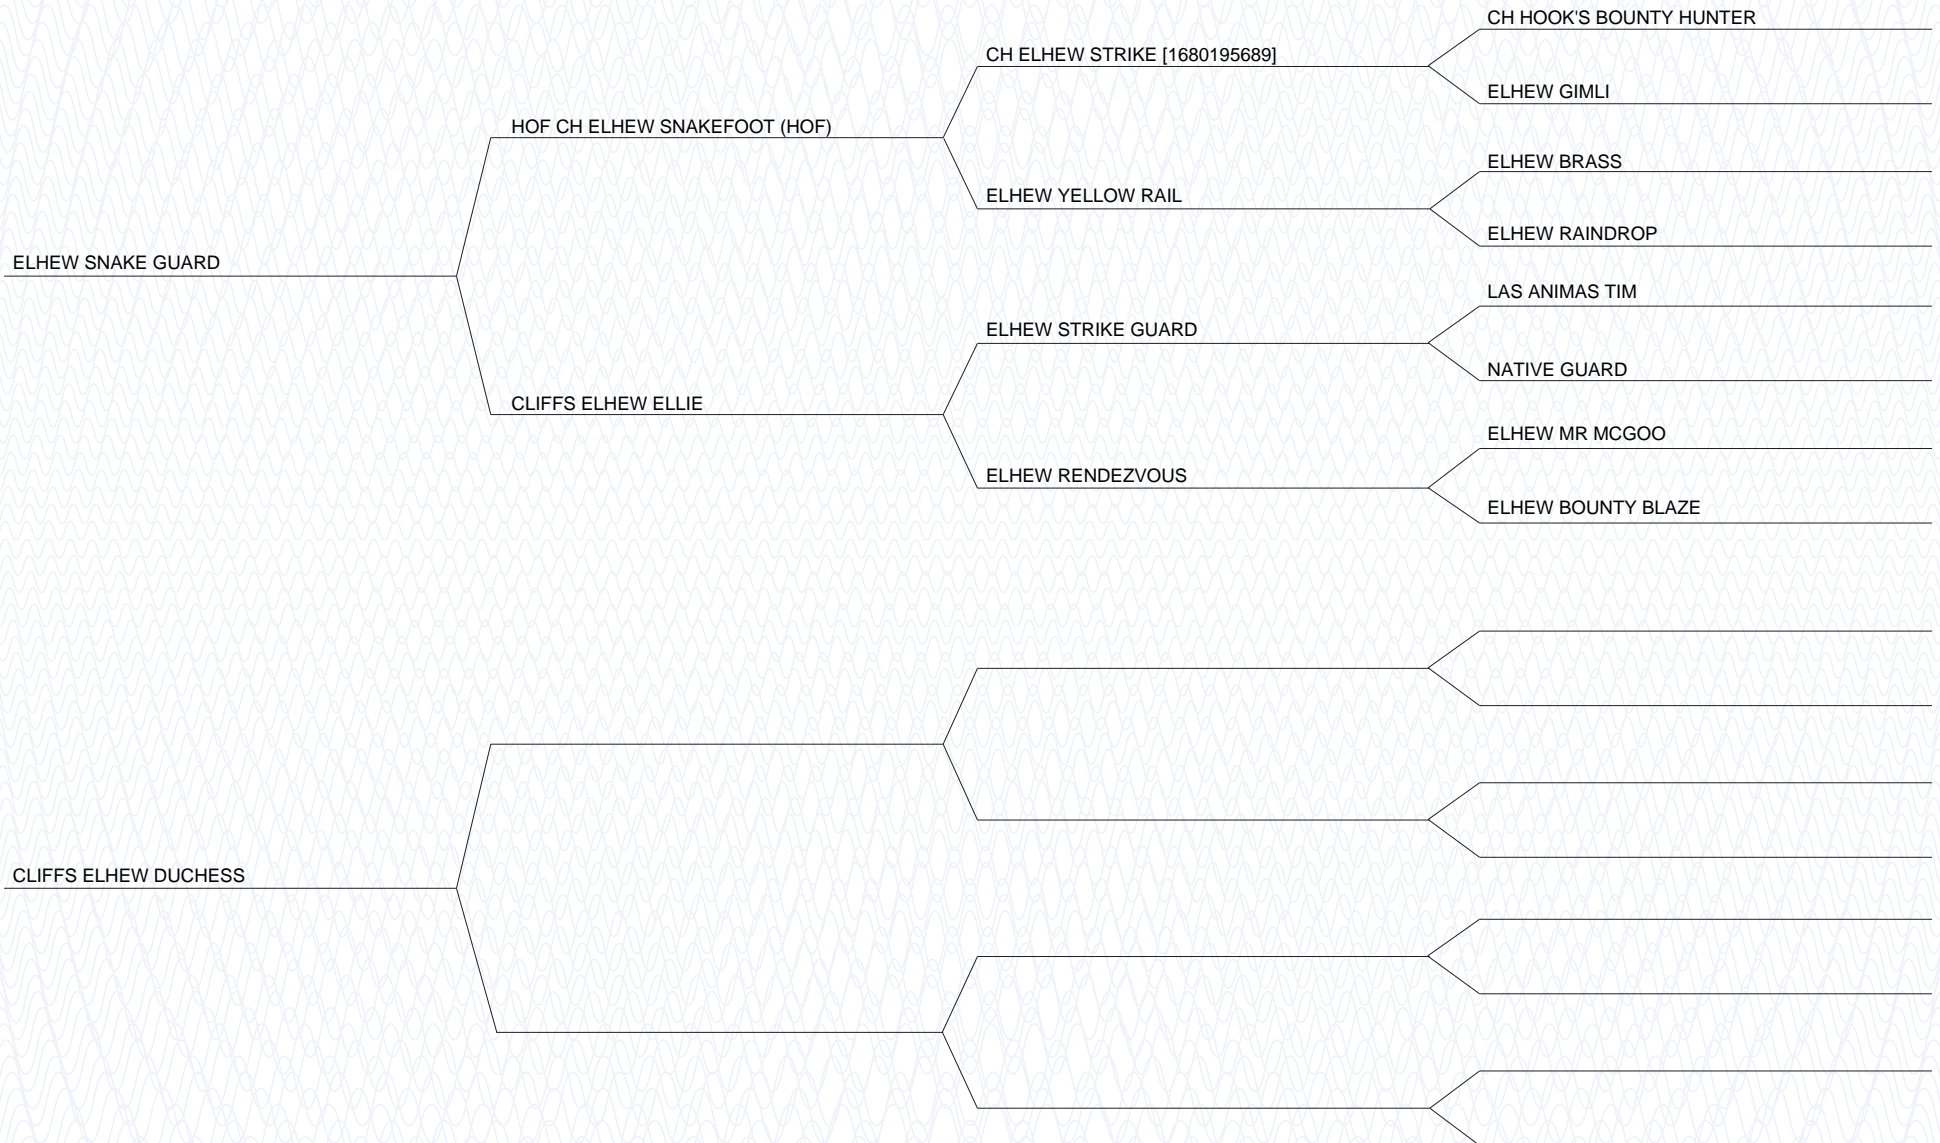 CH HOOK'S BOUNTY HUNTER
CH ELHEW STRIKE [1680195689]
ELHEW GIMLI
HOF CH ELHEW SNAKEFOOT (HOF)
ELHEW BRASS
ELHEW YELLOW RAIL
ELHEW RAINDROP
ELHEW SNAKE GUARD
LAS ANIMAS TIM
ELHEW STRIKE GUARD
NATIVE GUARD
CLIFFS ELHEW ELLIE
ELHEW MR MCGOO
ELHEW RENDEZVOUS
ELHEW BOUNTY BLAZE
CLIFFS ELHEW DUCHESS